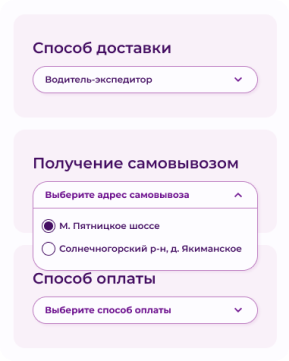 Способ доставки
Водитель-экспедитор
Получение самовывозом
Выберите адрес самовывоза
М. Пятницкое шоссе
Солнечногорский р-н, д. Якиманское
Способ оплаты
Выберите способ оплаты